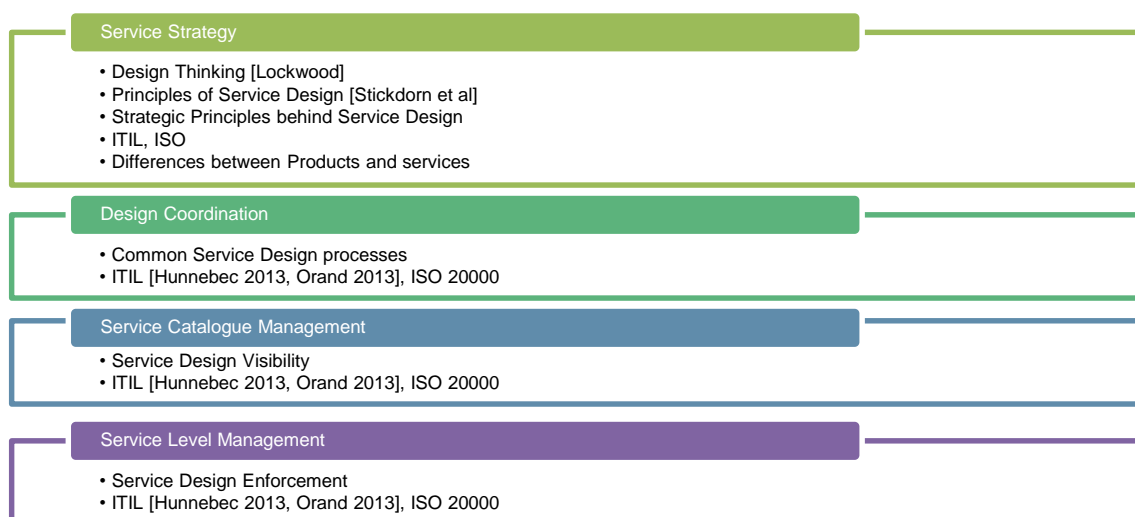 Service Strategy
• Design Thinking [Lockwood]
• Principles of Service Design [Stickdorn et al]
• Strategic Principles behind Service Design
• ITIL, ISO
• Differences between Products and services
Design Coordination
• Common Service Design processes
• ITIL [Hunnebec 2013, Orand 2013], ISO 20000
Service Catalogue Management
• Service Design Visibility
• ITIL [Hunnebec 2013, Orand 2013], ISO 20000
Service Level Management
• Service Design Enforcement
• ITIL [Hunnebec 2013, Orand 2013], ISO 20000